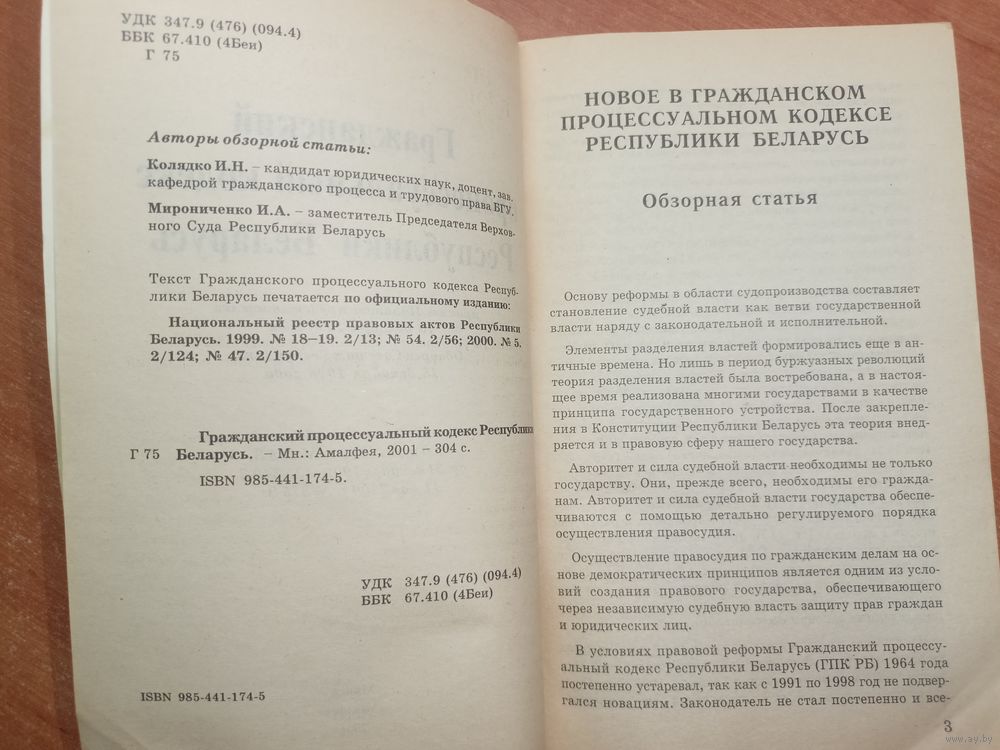 УДК 347.9 (476) (094.4)
ББК 67.410 (4Беи)
Г 75
Авторы обзорной статьи:
Колядко И.Н. – кандидат юридических наук, доцент, зав.
кафедрой гражданского процесса и трудового права БГУ.
Мирониченко И.А. – заместитель Председателя Верхов-
ного Суда Республики Беларусь
Текст Гражданского процессуального кодекса Респуб-
лики Беларусь печатается по официальному изданию:
Национальный реестр правовых актов Республики
Беларусь. 1999. № 18–19. 2/13; № 54. 2/56; 2000. № 5.
2/124; № 47. 2/150.
Гражданский процессуальный кодекс Республики
Г 75 Беларусь. – Мн.: Амалфея, 2001 – 304 с.
ISBN 985-441-174-5.
УДК 347.9 (476) (094.4)
ББК 67.410 (4Беи)
ISBN 985-441-174-5
НОВОЕ В ГРАЖДАНСКОМ
ПРОЦЕССУАЛЬНОМ КОДЕКСЕ
РЕСПУБЛИКИ БЕЛАРУСЬ
Обзорная статья
Основу реформы в области судопроизводства составляет
становление судебной власти как ветви государственной
власти наряду с законодательной и исполнительной.
Элементы разделения властей формировались еще в ан-
тичные времена. Но лишь в период буржуазных революций
теория разделения властей была востребована, а в настоя-
щее время реализована многими государствами в качестве
принципа государственного устройства. После закрепле-
ния в Конституции Республики Беларусь эта теория внед-
ряется и в правовую сферу нашего государства.
Авторитет и сила судебной власти необходимы не только
государству. Они, прежде всего, необходимы его гражда-
нам. Авторитет и сила судебной власти государства обеспе-
чиваются с помощью детально регулируемого порядка
осуществления правосудия.
Осуществление правосудия по гражданским делам на ос-
нове демократических принципов является одним из усло-
вий создания правового государства, обеспечивающего
через независимую судебную власть защиту прав граждан
и юридических лиц.
В условиях правовой реформы Гражданский процессу-
альный кодекс Республики Беларусь (ГПК РБ) 1964 года
постепенно устаревал, так как с 1991 по 1998 год не подвер-
гался новациям. Законодатель не стал постепенно и все-
3
www.ay.by